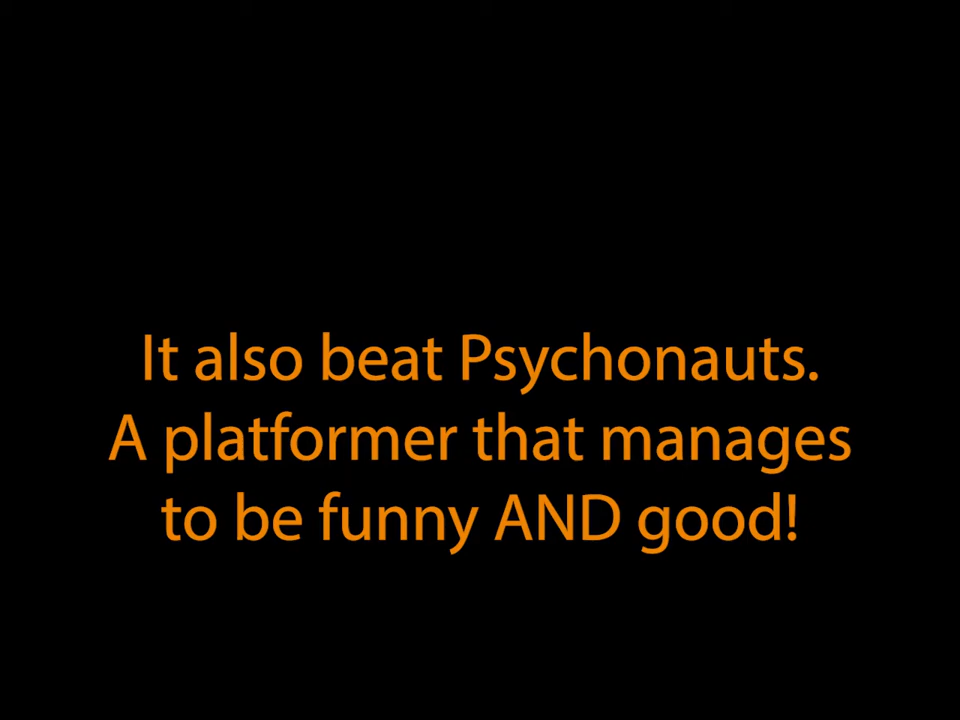 It also beat Psychonauts.
A platformer that manages
to be funny AND good!